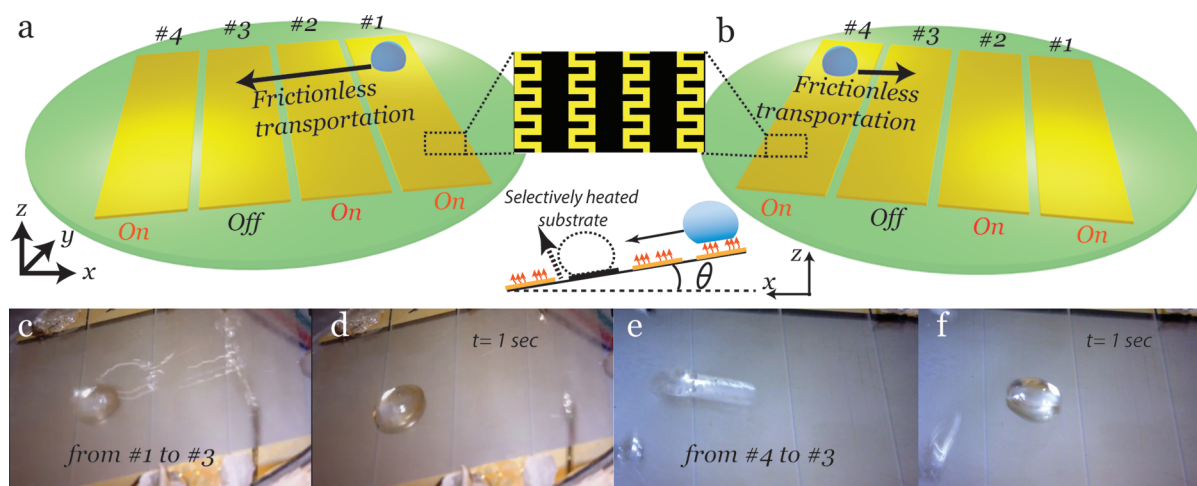 a
#4 #3 #2 #1
Frictionless
transportation
On Off On On
z
y
x
Selectively heated
substrate
θ
x
z
b
#4 #3 #2 #1
Frictionless
transportation
On Off On On
c
from #1 to #3
d
t= 1 sec
e
from #4 to #3
f
t= 1 sec